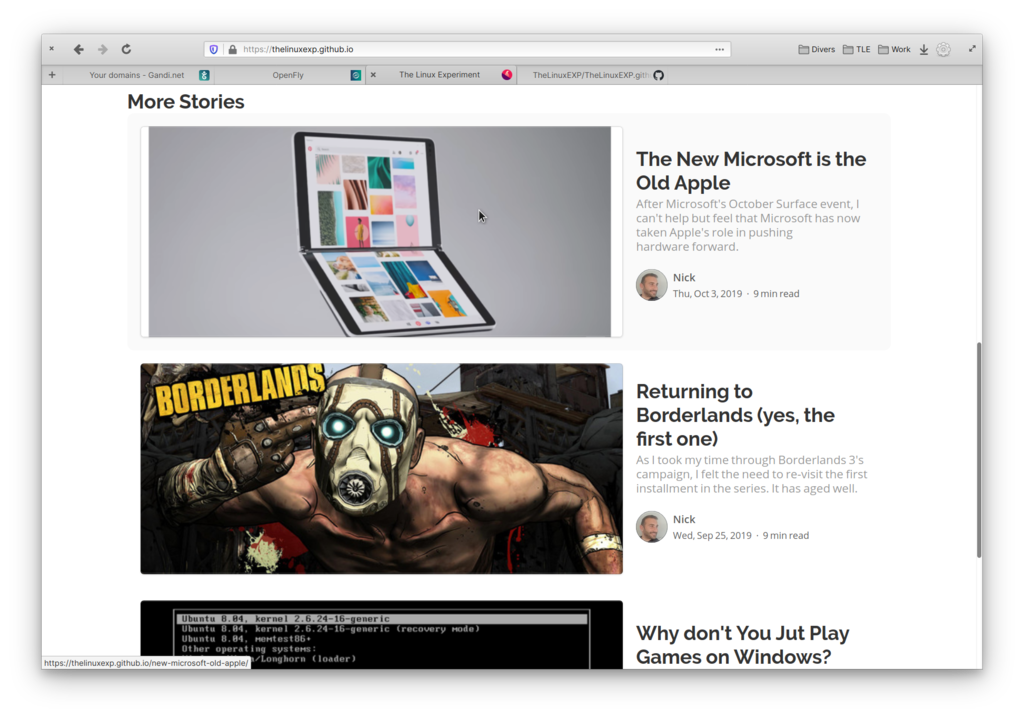 https://thelinuxexp.github.io
Divers
TLE
Work
Your domains - Gandi.net
OpenFly
The Linux Experiment
TheLinuxEXP/TheLinuxEXP.gith
More Stories
The New Microsoft is the
Old Apple
After Microsoft's October Surface event, I
can't help but feel that Microsoft has now
taken Apple's role in pushing
hardware forward.
Nick
Thu, Oct 3, 2019 · 9 min read
BORDERLANDS
Returning to
Borderlands (yes, the
first one)
As I took my time through Borderlands 3's
campaign, I felt the need to re-visit the first
installment in the series. It has aged well.
Nick
Wed, Sep 25, 2019 · 9 min read
Ubuntu 8.04, kernel 2.6.24-16-generic
Ubuntu 8.04, kernel 2.6.24-16-generic (recovery mode)
Ubuntu 8.04, memtest86+
Other operating systems:
/Longhorn (loader)
Why don't You Jut Play
Games on Windows?
https://thelinuxexp.github.io/new-microsoft-old-apple/